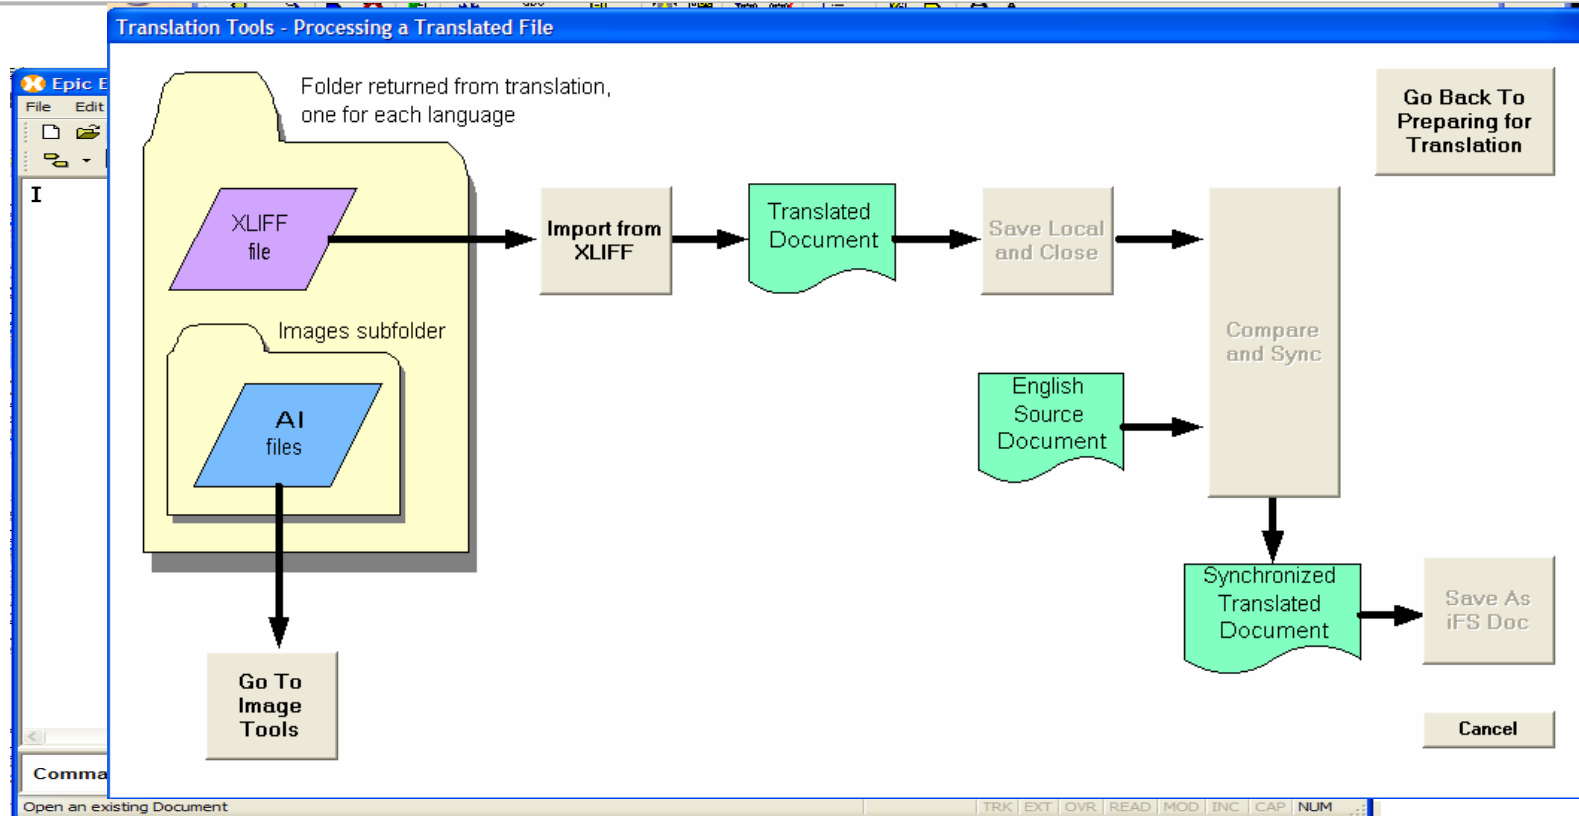 Translation Tools - Processing a Translated File
Epic E
File Edit
Folder returned from translation,
one for each language
Go Back To
Preparing for
Translation
XLIFF
file
Import from
XLIFF
Translated
Document
Save Local
and Close
Compare
and Sync
Images subfolder
AI
files
English
Source
Document
Synchronized
Translated
Document
Save As
iFS Doc
Go To
Image
Tools
Cancel
Comma
Open an existing Document
TRK EXT OVR READ MOD INC CAP NUM